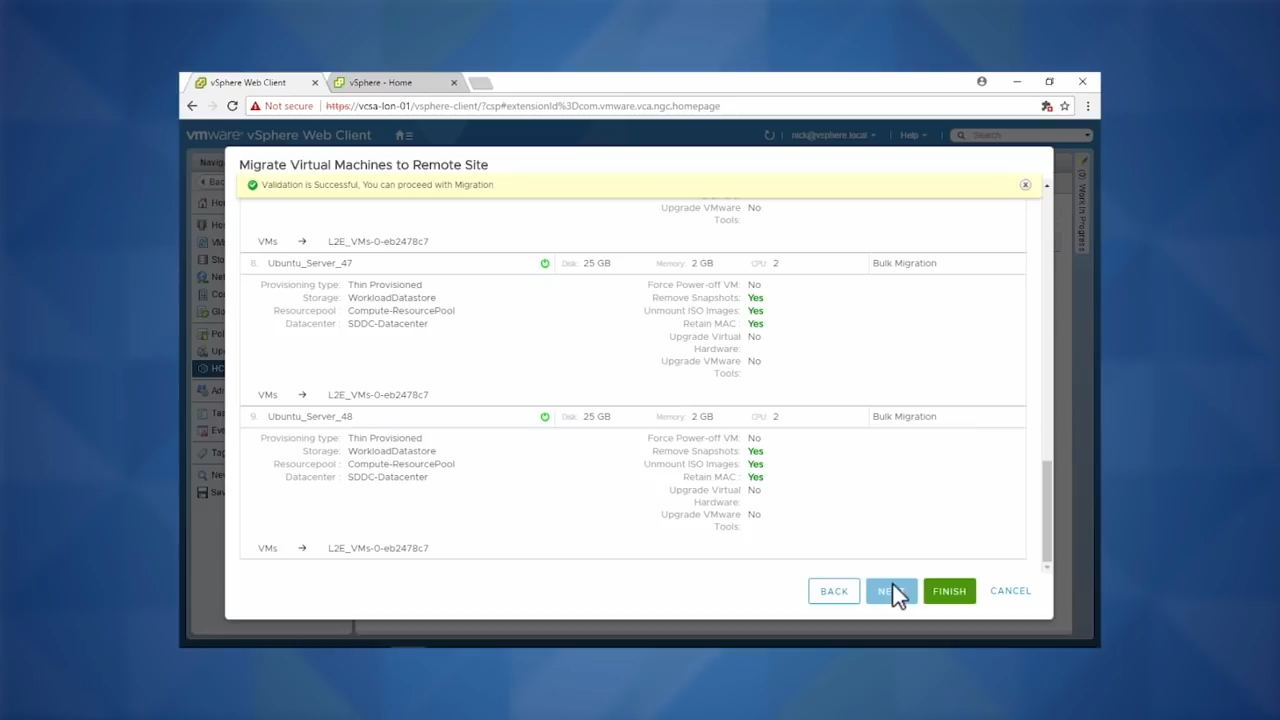 vSphere Web Client
vSphere - Home
Not secure https://vcsa-lon-01/vsphere-client/?csp#extensionId%3Dcom.vmware.vca.ngc.homepage
vmware® vSphere Web Client
nick@vsphere.local
Help
Search
Migrate Virtual Machines to Remote Site
Validation is Successful, You can proceed with Migration
Upgrade VMware No
Tools:
VMs → L2E_VMs-0-eb2478c7
8. Ubuntu_Server_47 Disk: 25 GB Memory: 2 GB CPU: 2 Bulk Migration
Provisioning type: Thin Provisioned Force Power-off VM: No
Storage: WorkloadDatastore Remove Snapshots: Yes
Resourcepool : Compute-ResourcePool Unmount ISO Images: Yes
Datacenter : SDDC-Datacenter Retain MAC : Yes
Upgrade Virtual No
Hardware:
Upgrade VMware No
Tools:
VMs → L2E_VMs-0-eb2478c7
9. Ubuntu_Server_48 Disk: 25 GB Memory: 2 GB CPU: 2 Bulk Migration
Provisioning type: Thin Provisioned Force Power-off VM: No
Storage: WorkloadDatastore Remove Snapshots: Yes
Resourcepool : Compute-ResourcePool Unmount ISO Images: Yes
Datacenter : SDDC-Datacenter Retain MAC : Yes
Upgrade Virtual No
Hardware:
Upgrade VMware No
Tools:
VMs → L2E_VMs-0-eb2478c7
BACK
FINISH
CANCEL
(0) Work In Progress